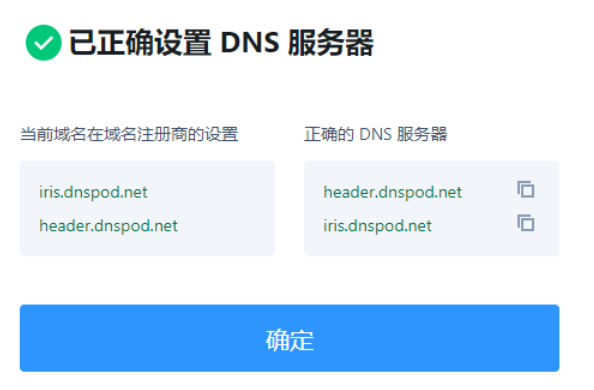 已正确设置 DNS 服务器
当前域名在域名注册商的设置
iris.dnspod.net
header.dnspod.net
正确的 DNS 服务器
header.dnspod.net
iris.dnspod.net
确定